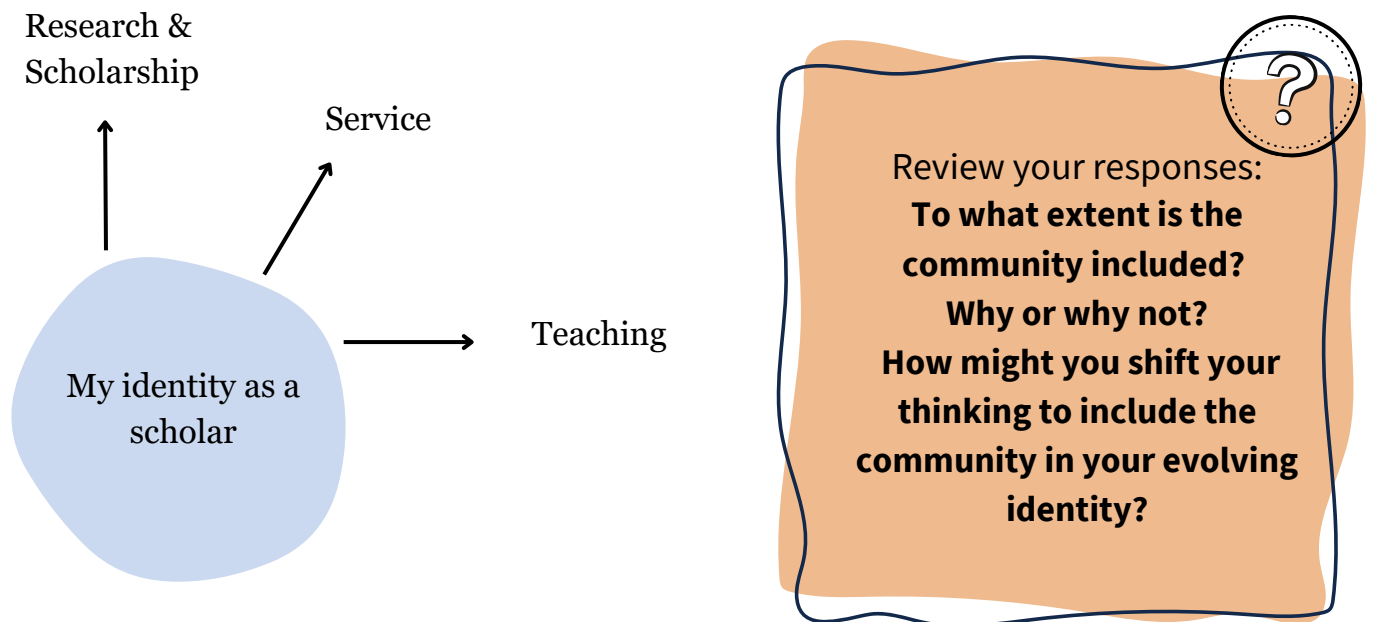 Research &
Scholarship
Service
Teaching
My identity as a
scholar
?
Review your responses:
To what extent is the
community included?
Why or why not?
How might you shift your
thinking to include the
community in your evolving
identity?